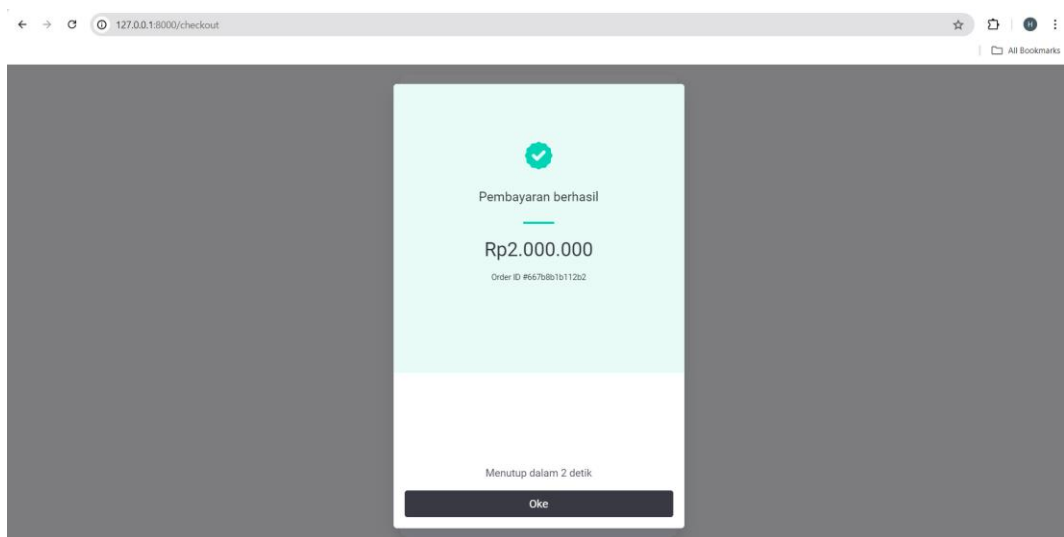 127.0.0.1:8000/checkout
H
All Bookmarks
Pembayaran berhasil
Rp2.000.000
Order ID #667b8b1b112b2
Menutup dalam 2 detik
Oke